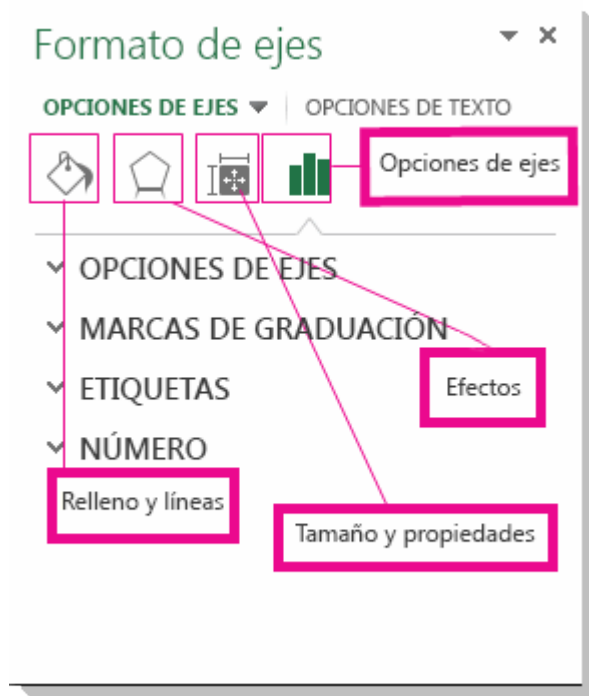 Formato de ejes
OPCIONES DE EJES
OPCIONES DE TEXTO
Opciones de ejes
OPCIONES DE EJES
MARCAS DE GRADUACIÓN
ETIQUETAS
Efectos
NÚMERO
Relleno y líneas
Tamaño y propiedades